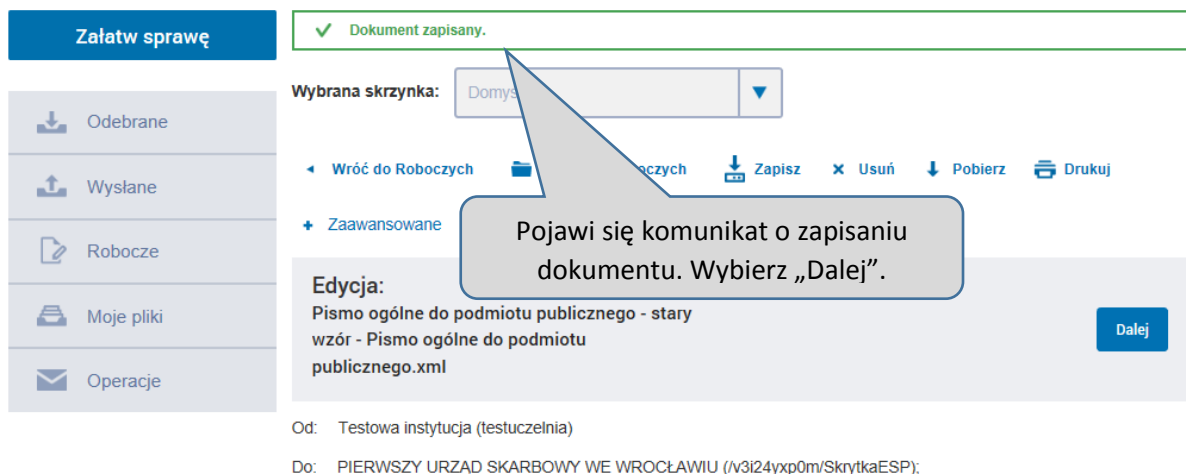 Załatw sprawę
Odebrane
Wysłane
Robocze
Moje pliki
Operacje
Dokument zapisany.
Wybrana skrzynka:
Wróć do Roboczych Zapisz Usuń Pobierz Drukuj
Zaawansowane
Pojawi się komunikat o zapisaniu
dokumentu. Wybierz „Dalej”.
Edycja:
Pismo ogólne do podmiotu publicznego - stary
wzór - Pismo ogólne do podmiotu
publicznego.xml
Dalej
Od: Testowa instytucja (testuczelnia)
Do: PIERWSZY URZĄD SKARBOWY WE WROCŁAWIU (/v3i24yxp0m/SkrytkaESP);